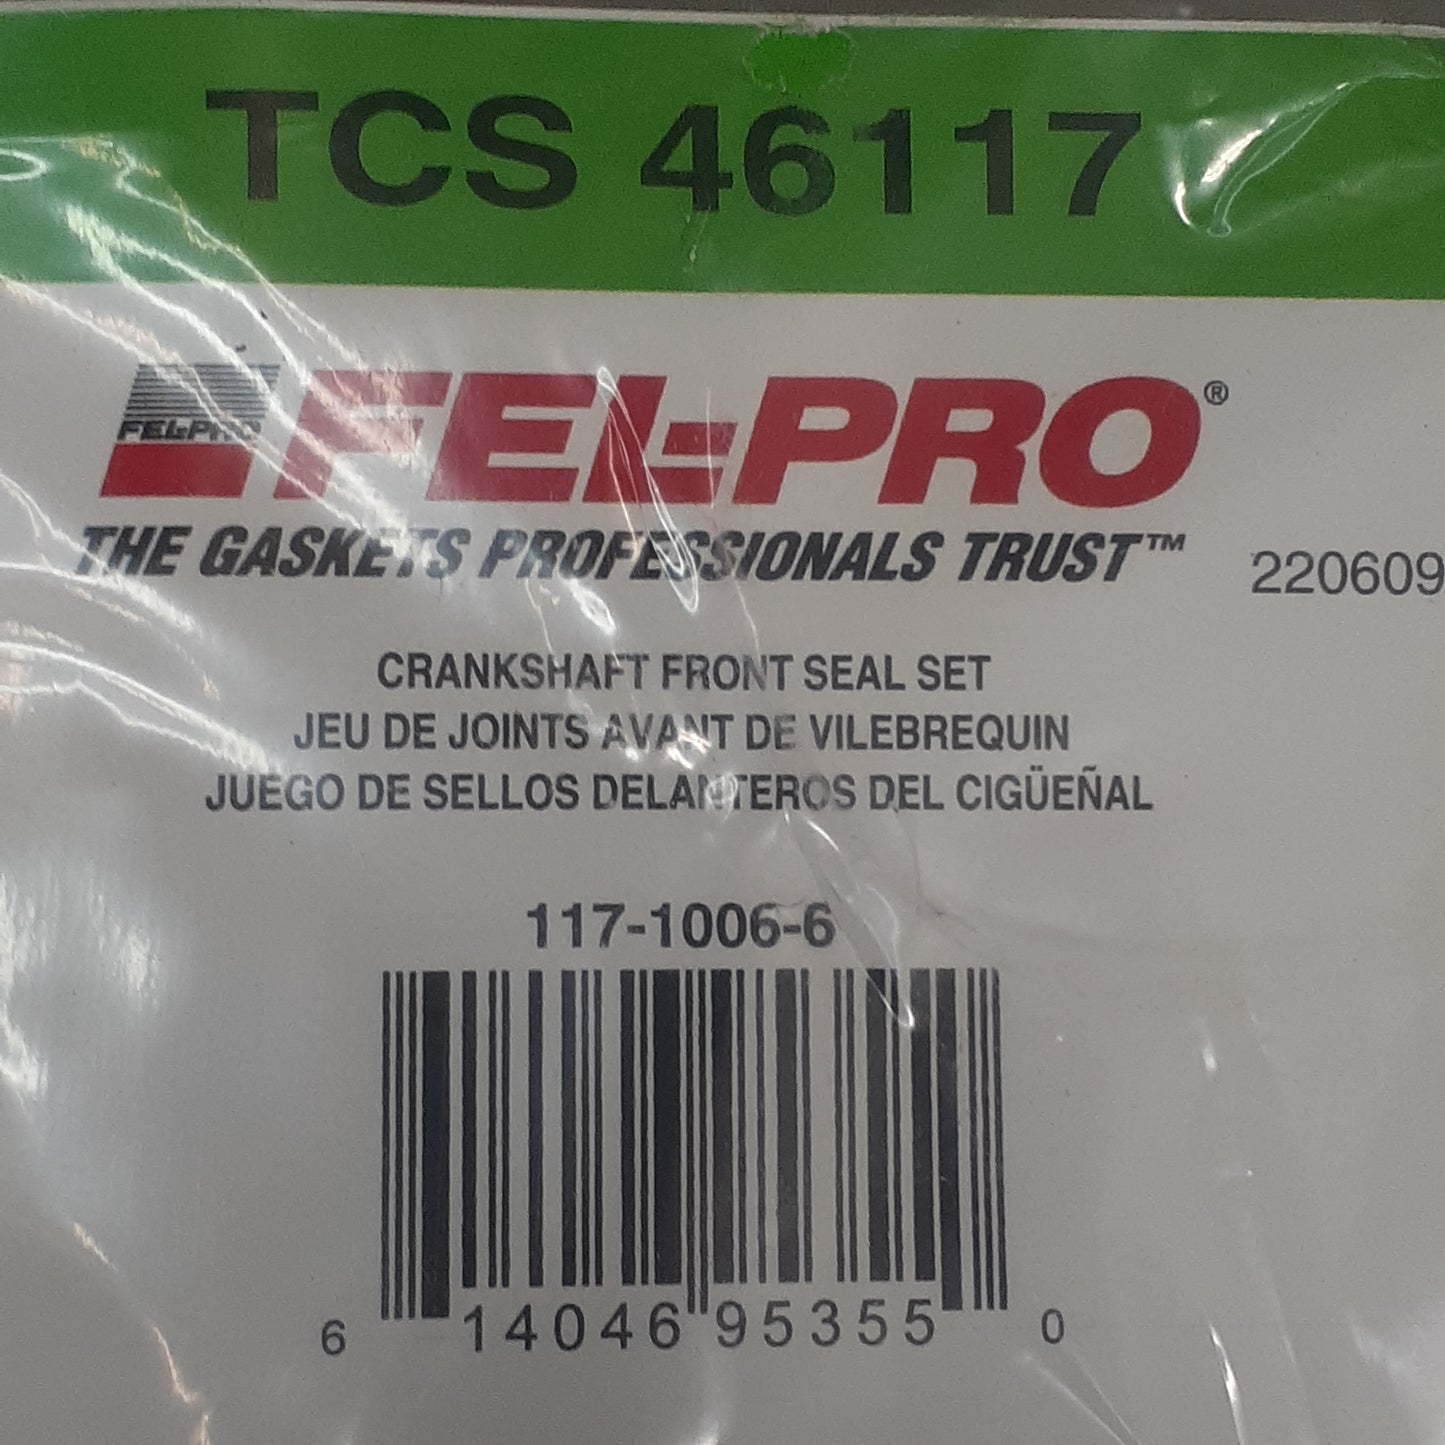 TCS 46117
FEL-PRO
FEL-PRO®
THE GASKETS PROFESSIONALS TRUST™
220609
CRANKSHAFT FRONT SEAL SET
JEU DE JOINTS AVANT DE VILEBREQUIN
JUEGO DE SELLOS DELANTEROS DEL CIGÜEÑAL
117-1006-6
6 14046 95355 0